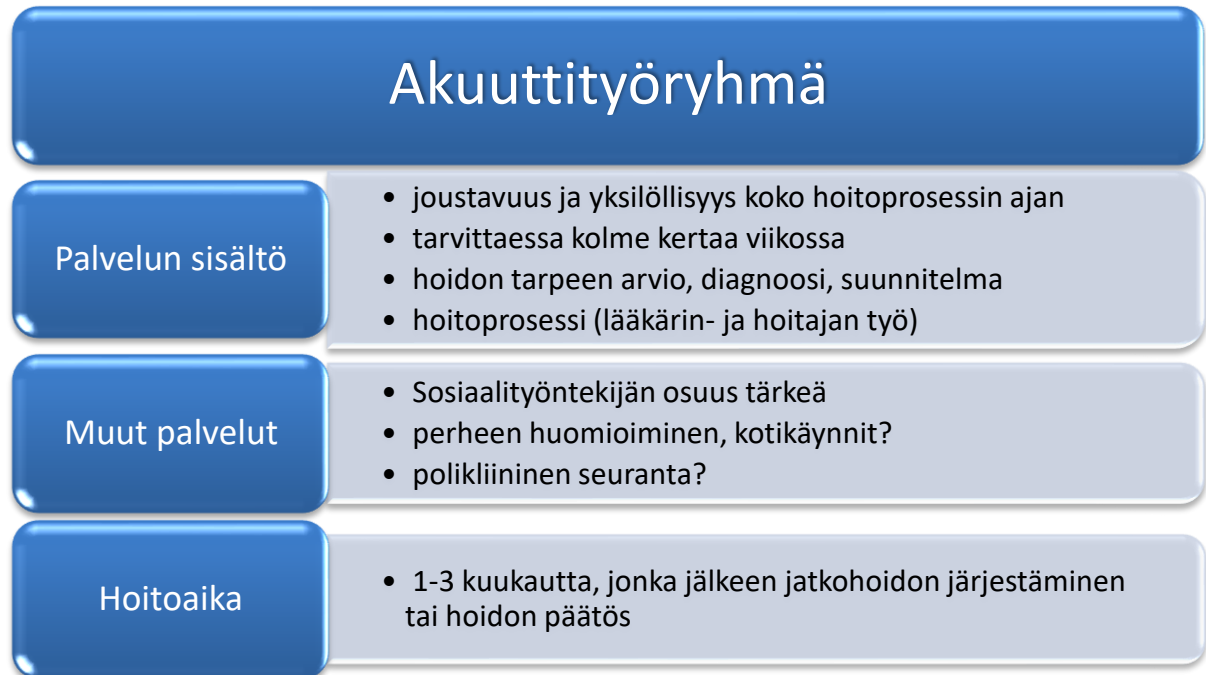 Akuuttityöryhmä
Palvelun sisältö
• joustavuus ja yksilöllisyys koko hoitoprosessin ajan
• tarvittaessa kolme kertaa viikossa
• hoidon tarpeen arvio, diagnoosi, suunnitelma
• hoitoprosessi (lääkärin- ja hoitajan työ)
Muut palvelut
• Sosiaalityöntekijän osuus tärkeä
• perheen huomioiminen, kotikäynnit?
• polikliininen seuranta?
Hoitoaika
• 1-3 kuukautta, jonka jälkeen jatkohoidon järjestäminen
tai hoidon päätös